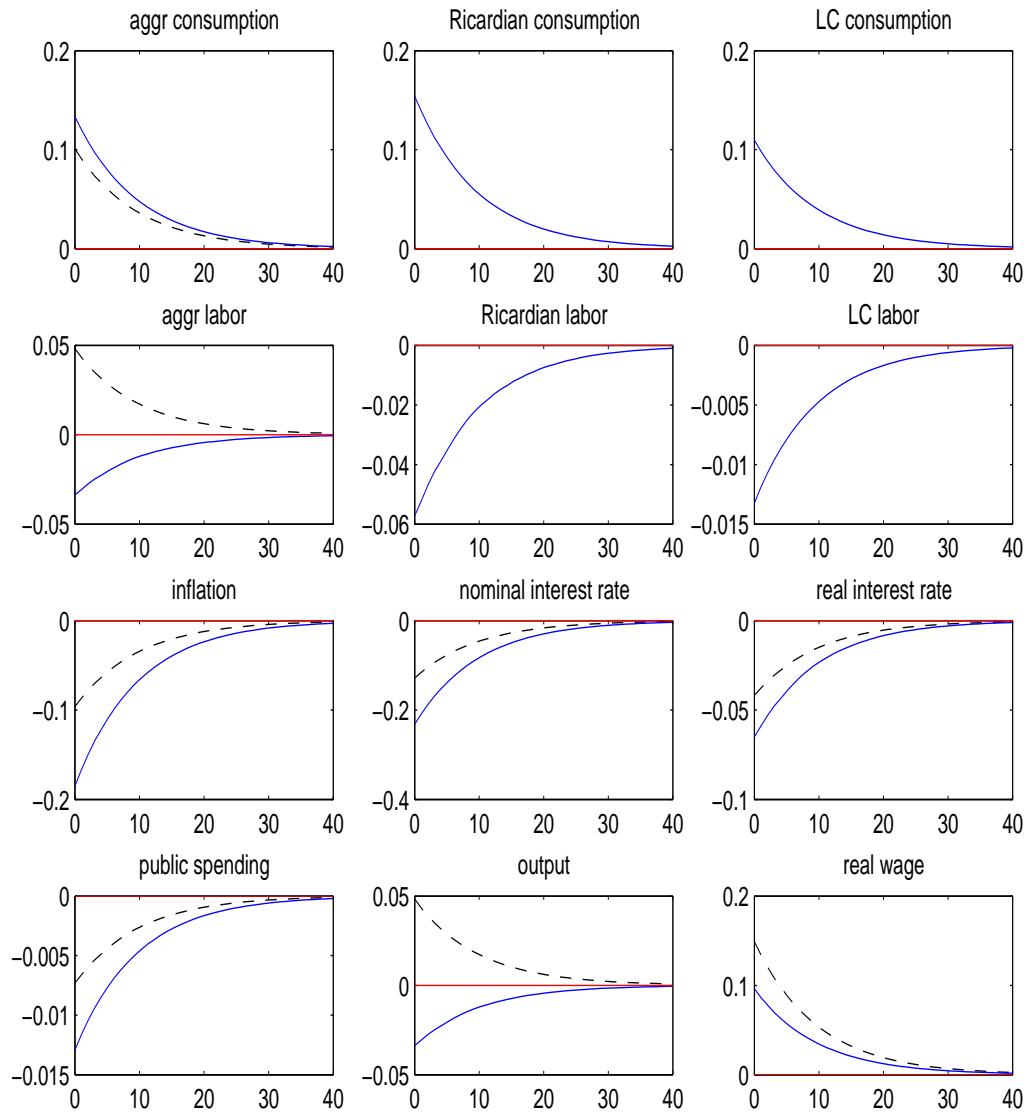 aggr consumption
Ricardian consumption
LC consumption
0.2
0.1
0
0 10 20 30 40
0.2
0.1
0
0 10 20 30 40
0.2
0.1
0
0 10 20 30 40
aggr labor
Ricardian labor
LC labor
0.05
0
−0.05
0 10 20 30 40
0
−0.02
−0.04
−0.06
0 10 20 30 40
0
−0.005
−0.01
−0.015
0 10 20 30 40
inflation
nominal interest rate
real interest rate
0
−0.1
−0.2
0 10 20 30 40
0
−0.2
−0.4
0 10 20 30 40
0
−0.05
−0.1
0 10 20 30 40
public spending
output
real wage
0
−0.005
−0.01
−0.015
0 10 20 30 40
0.05
0
−0.05
0 10 20 30 40
0.2
0.1
0
0 10 20 30 40